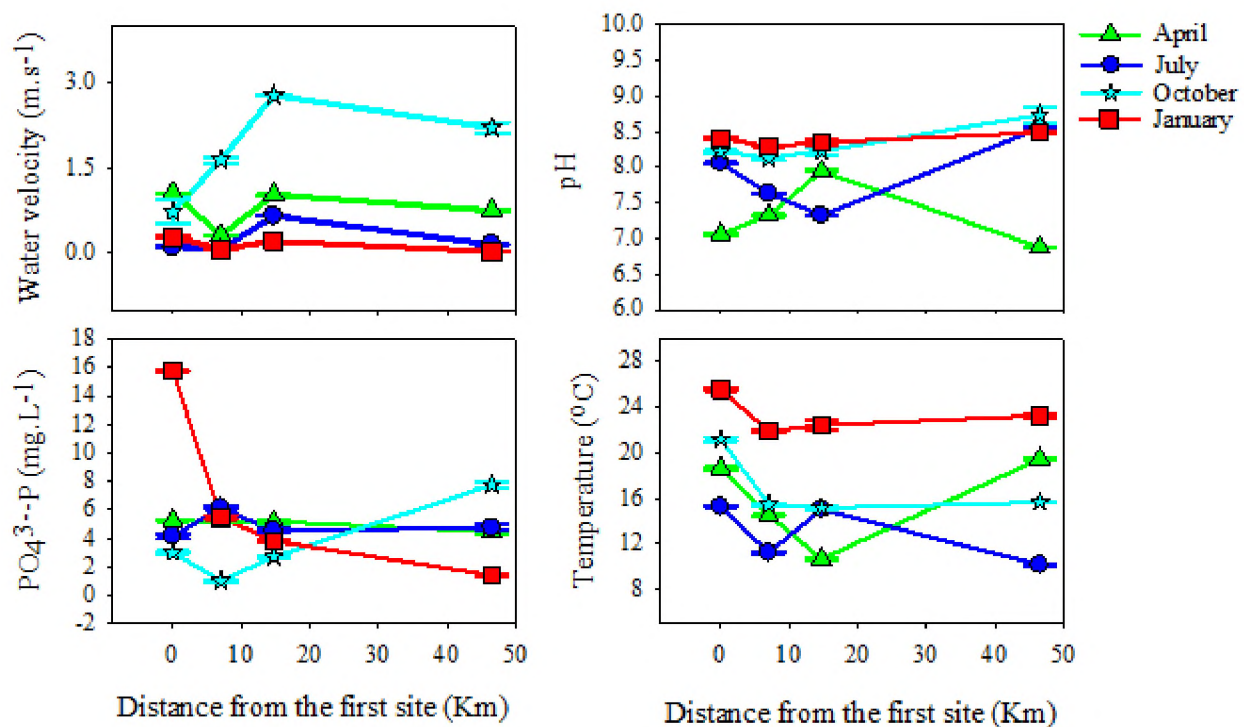 Water velocity (m.s-1)
3.0
1.5
0.0
pH
10.0
9.5
9.0
8.5
8.0
7.5
7.0
6.5
6.0
April
July
October
January
PO43--P (mg.L-1)
18
16
14
12
10
8
6
4
2
0
-2
0 10 20 30 40 50
Distance from the first site (Km)
Temperature (ºC)
28
24
20
16
12
8
0 10 20 30 40 50
Distance from the first site (Km)